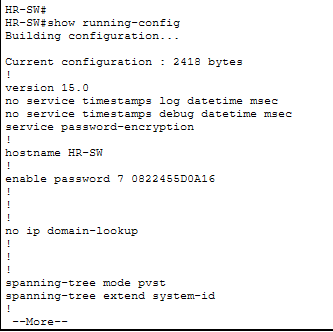 HR-SW#
HR-SW#show running-config
Building configuration...
Current configuration : 2418 bytes
!
version 15.0
no service timestamps log datetime msec
no service timestamps debug datetime msec
service password-encryption
!
hostname HR-SW
!
enable password 7 0822455D0A16
!
!
!
no ip domain-lookup
!
!
!
spanning-tree mode pvst
spanning-tree extend system-id
!
--More--